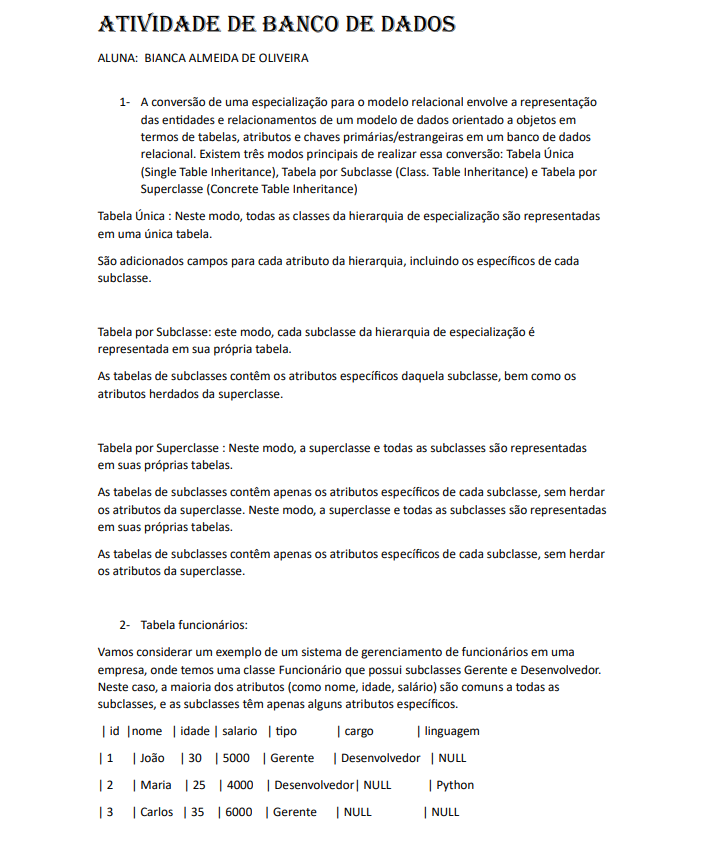 ATIVIDADE DE BANCO DE DADOS
ALUNA: BIANCA ALMEIDA DE OLIVEIRA
1- A conversão de uma especialização para o modelo relacional envolve a representação
das entidades e relacionamentos de um modelo de dados orientado a objetos em
termos de tabelas, atributos e chaves primárias/estrangeiras em um banco de dados
relacional. Existem três modos principais de realizar essa conversão: Tabela Única
(Single Table Inheritance), Tabela por Subclasse (Class. Table Inheritance) e Tabela por
Superclasse (Concrete Table Inheritance)
Tabela Única : Neste modo, todas as classes da hierarquia de especialização são representadas
em uma única tabela.
São adicionados campos para cada atributo da hierarquia, incluindo os específicos de cada
subclasse.
Tabela por Subclasse: este modo, cada subclasse da hierarquia de especialização é
representada em sua própria tabela.
As tabelas de subclasses contêm os atributos específicos daquela subclasse, bem como os
atributos herdados da superclasse.
Tabela por Superclasse : Neste modo, a superclasse e todas as subclasses são representadas
em suas próprias tabelas.
As tabelas de subclasses contêm apenas os atributos específicos de cada subclasse, sem herdar
os atributos da superclasse. Neste modo, a superclasse e todas as subclasses são representadas
em suas próprias tabelas.
As tabelas de subclasses contêm apenas os atributos específicos de cada subclasse, sem herdar
os atributos da superclasse.
2- Tabela funcionários:
Vamos considerar um exemplo de um sistema de gerenciamento de funcionários em uma
empresa, onde temos uma classe Funcionário que possui subclasses Gerente e Desenvolvedor.
Neste caso, a maioria dos atributos (como nome, idade, salário) são comuns a todas as
subclasses, e as subclasses têm apenas alguns atributos específicos.
| id |nome | idade | salario | tipo | cargo | linguagem
| 1 | João | 30 | 5000 | Gerente | Desenvolvedor | NULL
| 2 | Maria | 25 | 4000 | Desenvolvedor| NULL | Python
| 3 | Carlos | 35 | 6000 | Gerente | NULL | NULL